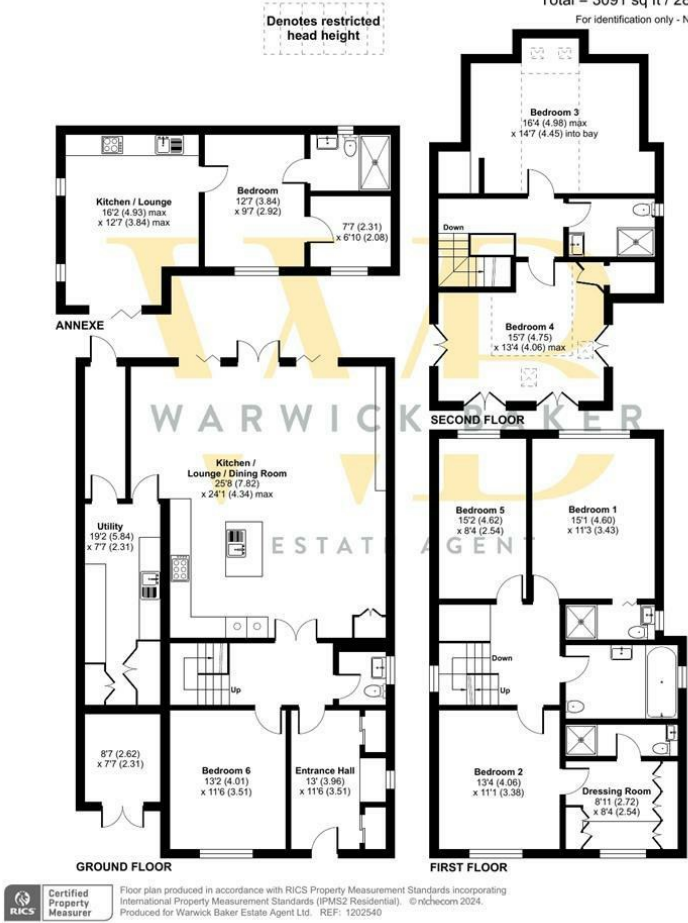 Denotes restricted
head height
Total = 3091 sq ft / 28
For identification only - N
Kitchen / Lounge
16'2 (4.93) max
x 12'7 (3.84) max
Bedroom
12'7 (3.84)
x 9'7 (2.92)
7'7 (2.31)
x 6'10 (2.08)
ANNEXE
Bedroom 3
16'4 (4.98) max
x 14'7 (4.45) into bay
Down
Bedroom 4
15'7 (4.75)
x 13'4 (4.06) max
SECOND FLOOR
WB
WARWICK BAKER
ESTATE AGENT
Kitchen /
Lounge / Dining Room
25'8 (7.82)
x 24'1 (4.34) max
Utility
19'2 (5.84)
x 7'7 (2.31)
Up
8'7 (2.62)
x 7'7 (2.31)
Bedroom 6
13'2 (4.01)
x 11'6 (3.51)
Entrance Hall
13' (3.96)
x 11'6 (3.51)
GROUND FLOOR
Bedroom 5
15'2 (4.62)
x 8'4 (2.54)
Bedroom 1
15'1 (4.60)
x 11'3 (3.43)
Down
Up
Bedroom 2
13'4 (4.06)
x 11'1 (3.38)
Dressing Room
8'11 (2.72)
x 8'4 (2.54)
FIRST FLOOR
RICS
Certified
Property
Measurer
Floor plan produced in accordance with RICS Property Measurement Standards incorporating
International Property Measurement Standards (IPMS2 Residential). © nichecom 2024.
Produced for Warwick Baker Estate Agent Ltd. REF: 1202540